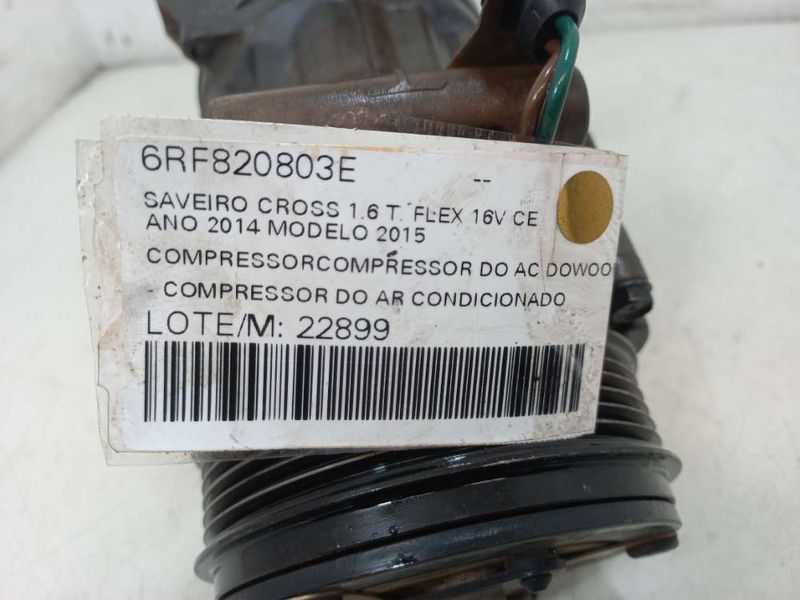 6RF820803E --
SAVEIRO CROSS 1.6 T. FLEX 16V CE
ANO 2014 MODELO 2015
COMPRESSORCOMPRESSOR DO AC DOWOO
- COMPRESSOR DO AR CONDICIONADO
LOTE/M: 22899